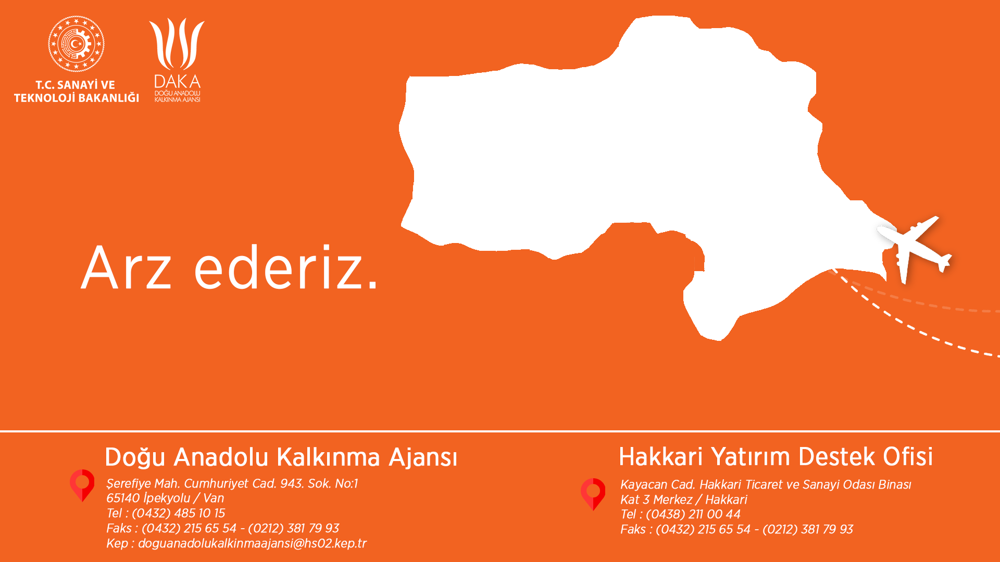 T.C. SANAYİ VE
TEKNOLOJİ BAKANLIĞI
DAKA
DOĞU ANADOLU
KALKINMA AJANSI
Arz ederiz.
Doğu Anadolu Kalkınma Ajansı
Şerefiye Mah. Cumhuriyet Cad. 943. Sok. No:1
65140 İpekyolu / Van
Tel : (0432) 485 10 15
Faks : (0432) 215 65 54 - (0212) 381 79 93
Kep : doguanadolukalkinmaajansi@hs02.kep.tr
Hakkari Yatırım Destek Ofisi
Kayacan Cad. Hakkari Ticaret ve Sanayi Odası Binası
Kat 3 Merkez / Hakkari
Tel : (0438) 211 00 44
Faks : (0432) 215 65 54 - (0212) 381 79 93